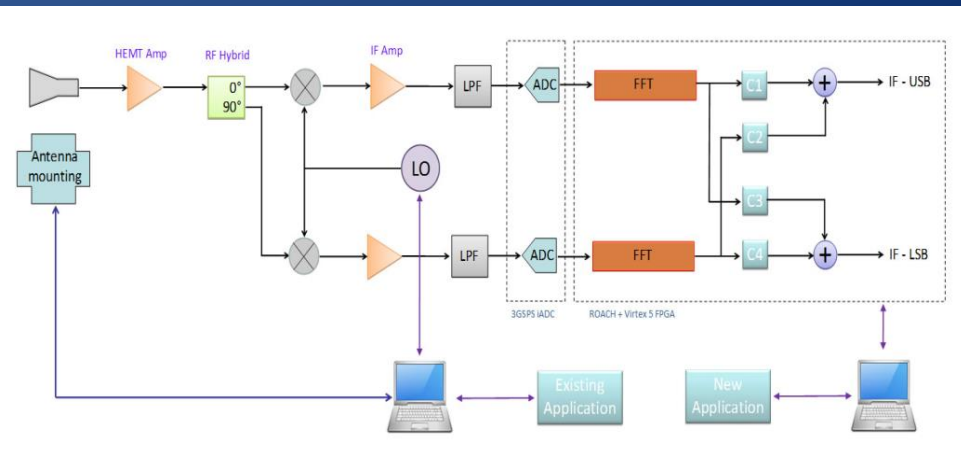 HEMT Amp
RF Hybrid
IF Amp
0°
90°
LPF
ADC
FFT
C1
+
IF - USB
C2
Antenna
mounting
LO
C3
LPF
ADC
FFT
C4
+
IF - LSB
3GSPS iADC
ROACH + Virtex 5 FPGA
Existing
Application
New
Application